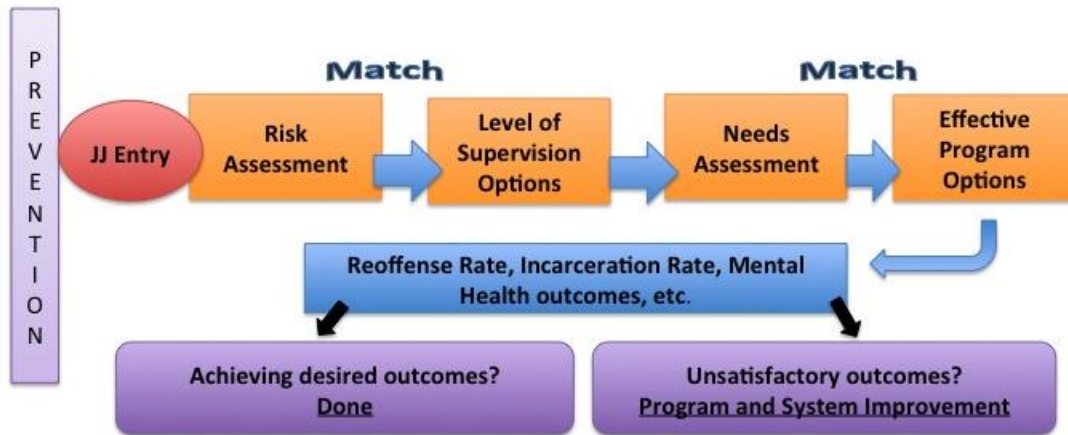 PREVENTION
Match
Match
JJ Entry
Risk
Assessment
Level of
Supervision
Options
Needs
Assessment
Effective
Program
Options
Reoffense Rate, Incarceration Rate, Mental
Health outcomes, etc.
Achieving desired outcomes?
Done
Unsatisfactory outcomes?
Program and System Improvement